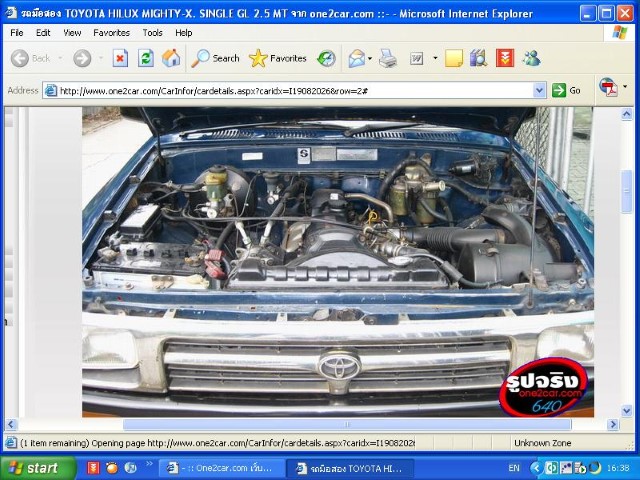 รถมือสอง TOYOTA HILUX MIGHTY-X. SINGLE GL 2.5 MT จาก one2car.com ::- - Microsoft Internet Explorer
File Edit View Favorites Tools Help
Back Search Favorites
Address http://www.one2car.com/CarInfor/cardetails.aspx?caridx=I19082026&row=2# Go
S
รูปจริง
one2car.com
640
(1 item remaining) Opening page http://www.one2car.com/CarInfor/cardetails.aspx?caridx=I1908202 Unknown Zone
start - :: One2car.com เว็บ... รถมือสอง TOYOTA HI... EN 16:38